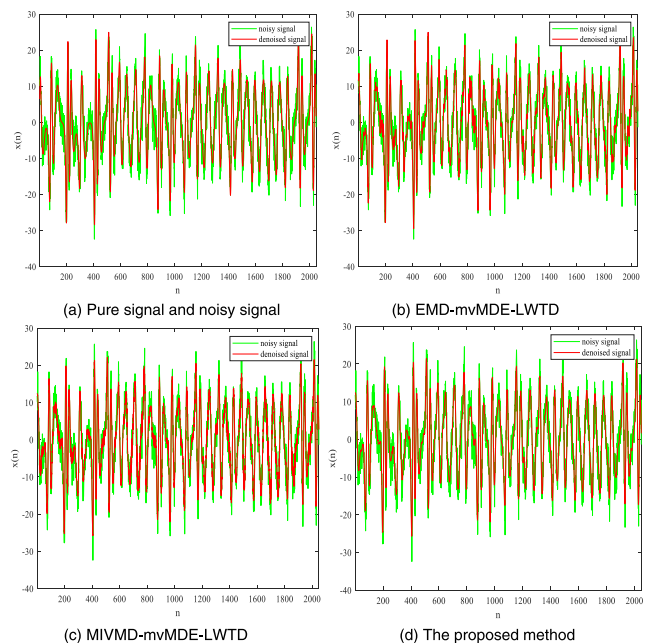 30
20
10
0
-10
-20
-30
-40
x(n)
noisy signal
denoised signal
200 400 600 800 1000 1200 1400 1600 1800 2000
n
(a) Pure signal and noisy signal
30
20
10
0
-10
-20
-30
-40
x(n)
noisy signal
denoised signal
200 400 600 800 1000 1200 1400 1600 1800 2000
n
(b) EMD-mvMDE-LWTD
30
20
10
0
-10
-20
-30
-40
x(n)
noisy signal
denoised signal
200 400 600 800 1000 1200 1400 1600 1800 2000
n
(c) MIVMD-mvMDE-LWTD
30
20
10
0
-10
-20
-30
-40
x(n)
noisy signal
denoised signal
200 400 600 800 1000 1200 1400 1600 1800 2000
n
(d) The proposed method